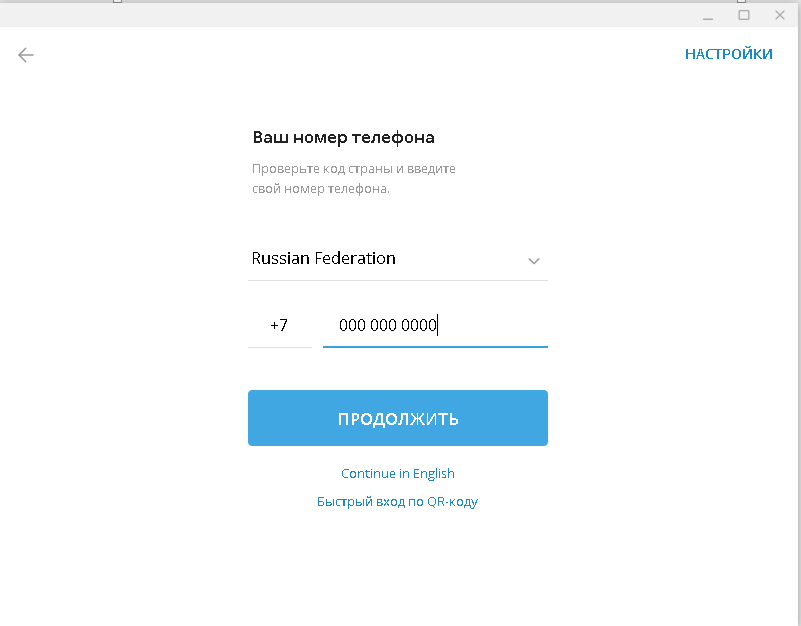 НАСТРОЙКИ
Ваш номер телефона
Проверьте код страны и введите
свой номер телефона.
Russian Federation
+7 000 000 0000
ПРОДОЛЖИТЬ
Continue in English
Быстрый вход по QR-коду